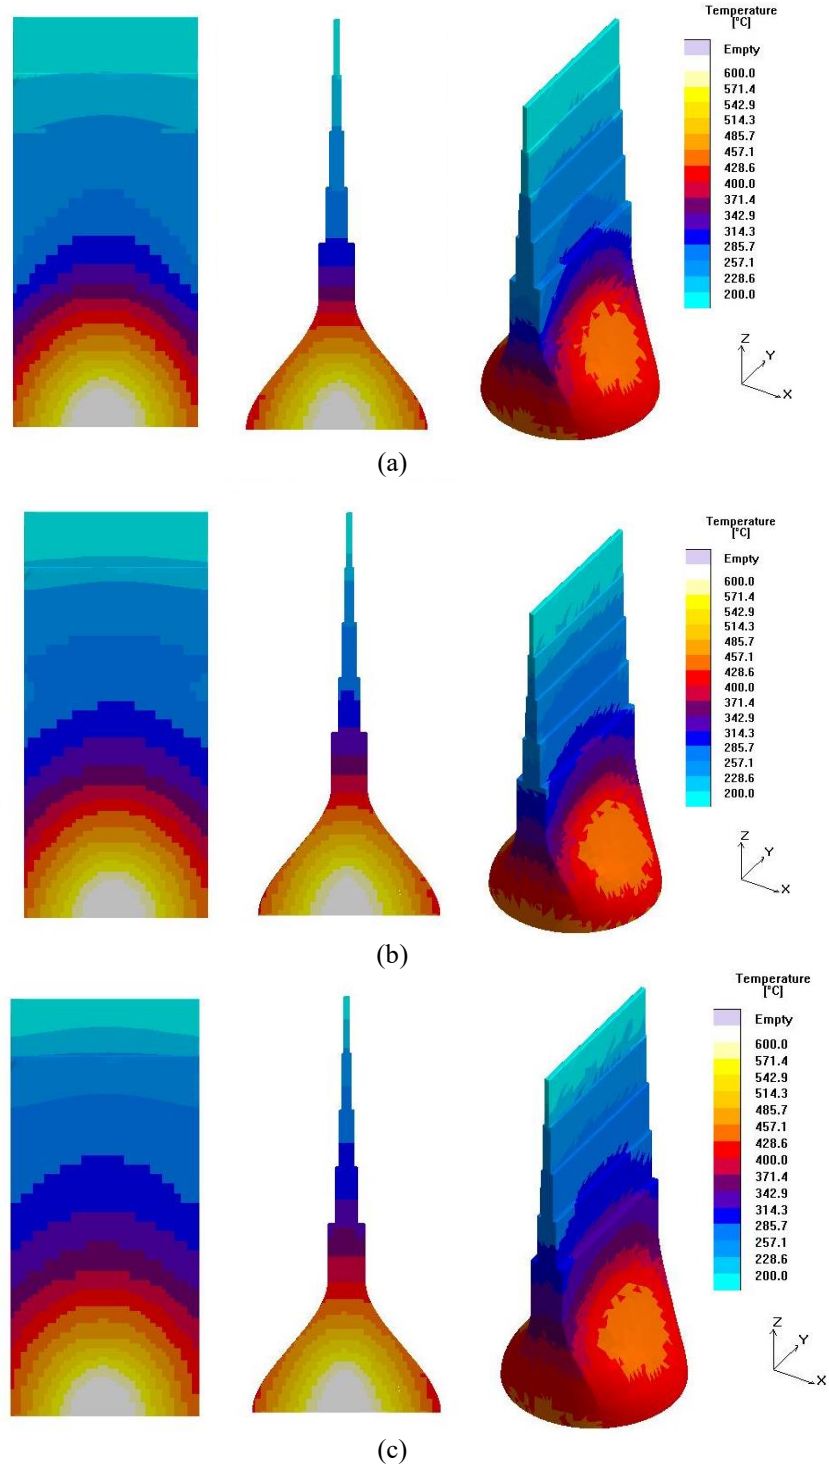 Temperature
[°C]
Empty
600.0
571.4
542.9
514.3
485.7
457.1
428.6
400.0
371.4
342.9
314.3
285.7
257.1
228.6
200.0
Z
Y
X
(a)
Temperature
[°C]
Empty
600.0
571.4
542.9
514.3
485.7
457.1
428.6
400.0
371.4
342.9
314.3
285.7
257.1
228.6
200.0
Z
Y
X
(b)
Temperature
[°C]
Empty
600.0
571.4
542.9
514.3
485.7
457.1
428.6
400.0
371.4
342.9
314.3
285.7
257.1
228.6
200.0
Z
Y
X
(c)